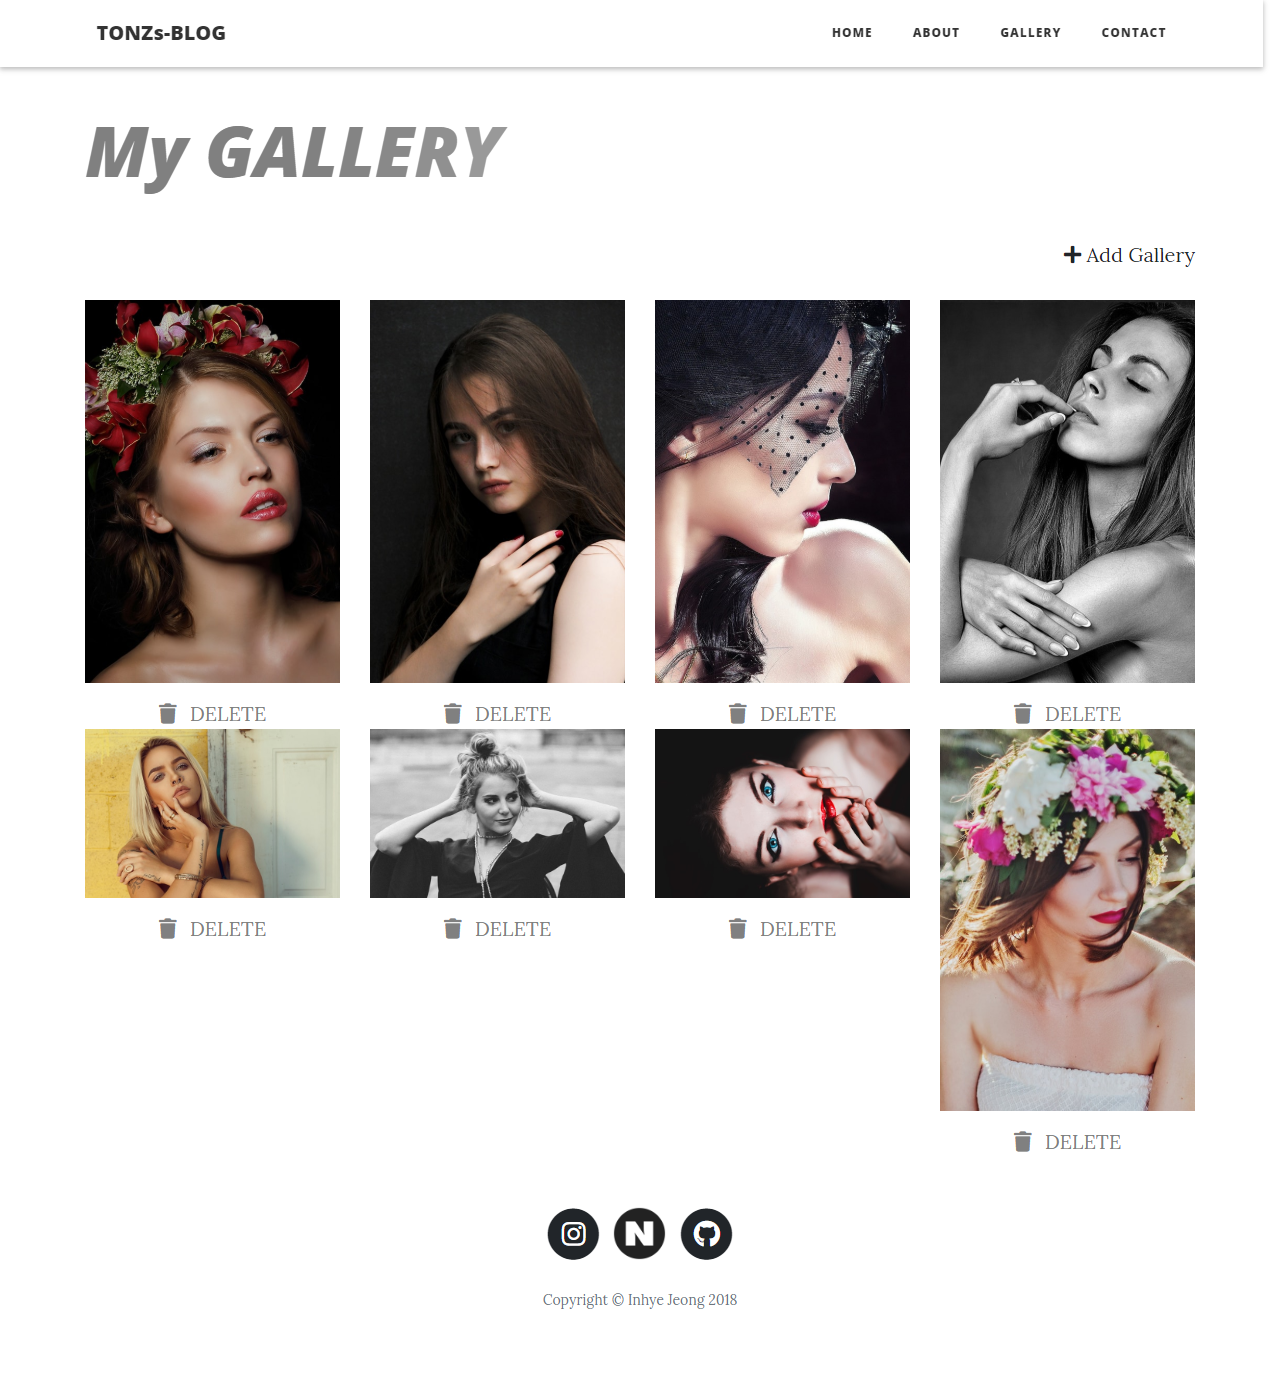 TONZs-BLOG HOME ABOUT GALLERY CONTACT
My GALLERY
Add Gallery
DELETE DELETE DELETE DELETE
DELETE DELETE DELETE
DELETE
N
Copyright © Inhye Jeong 2018